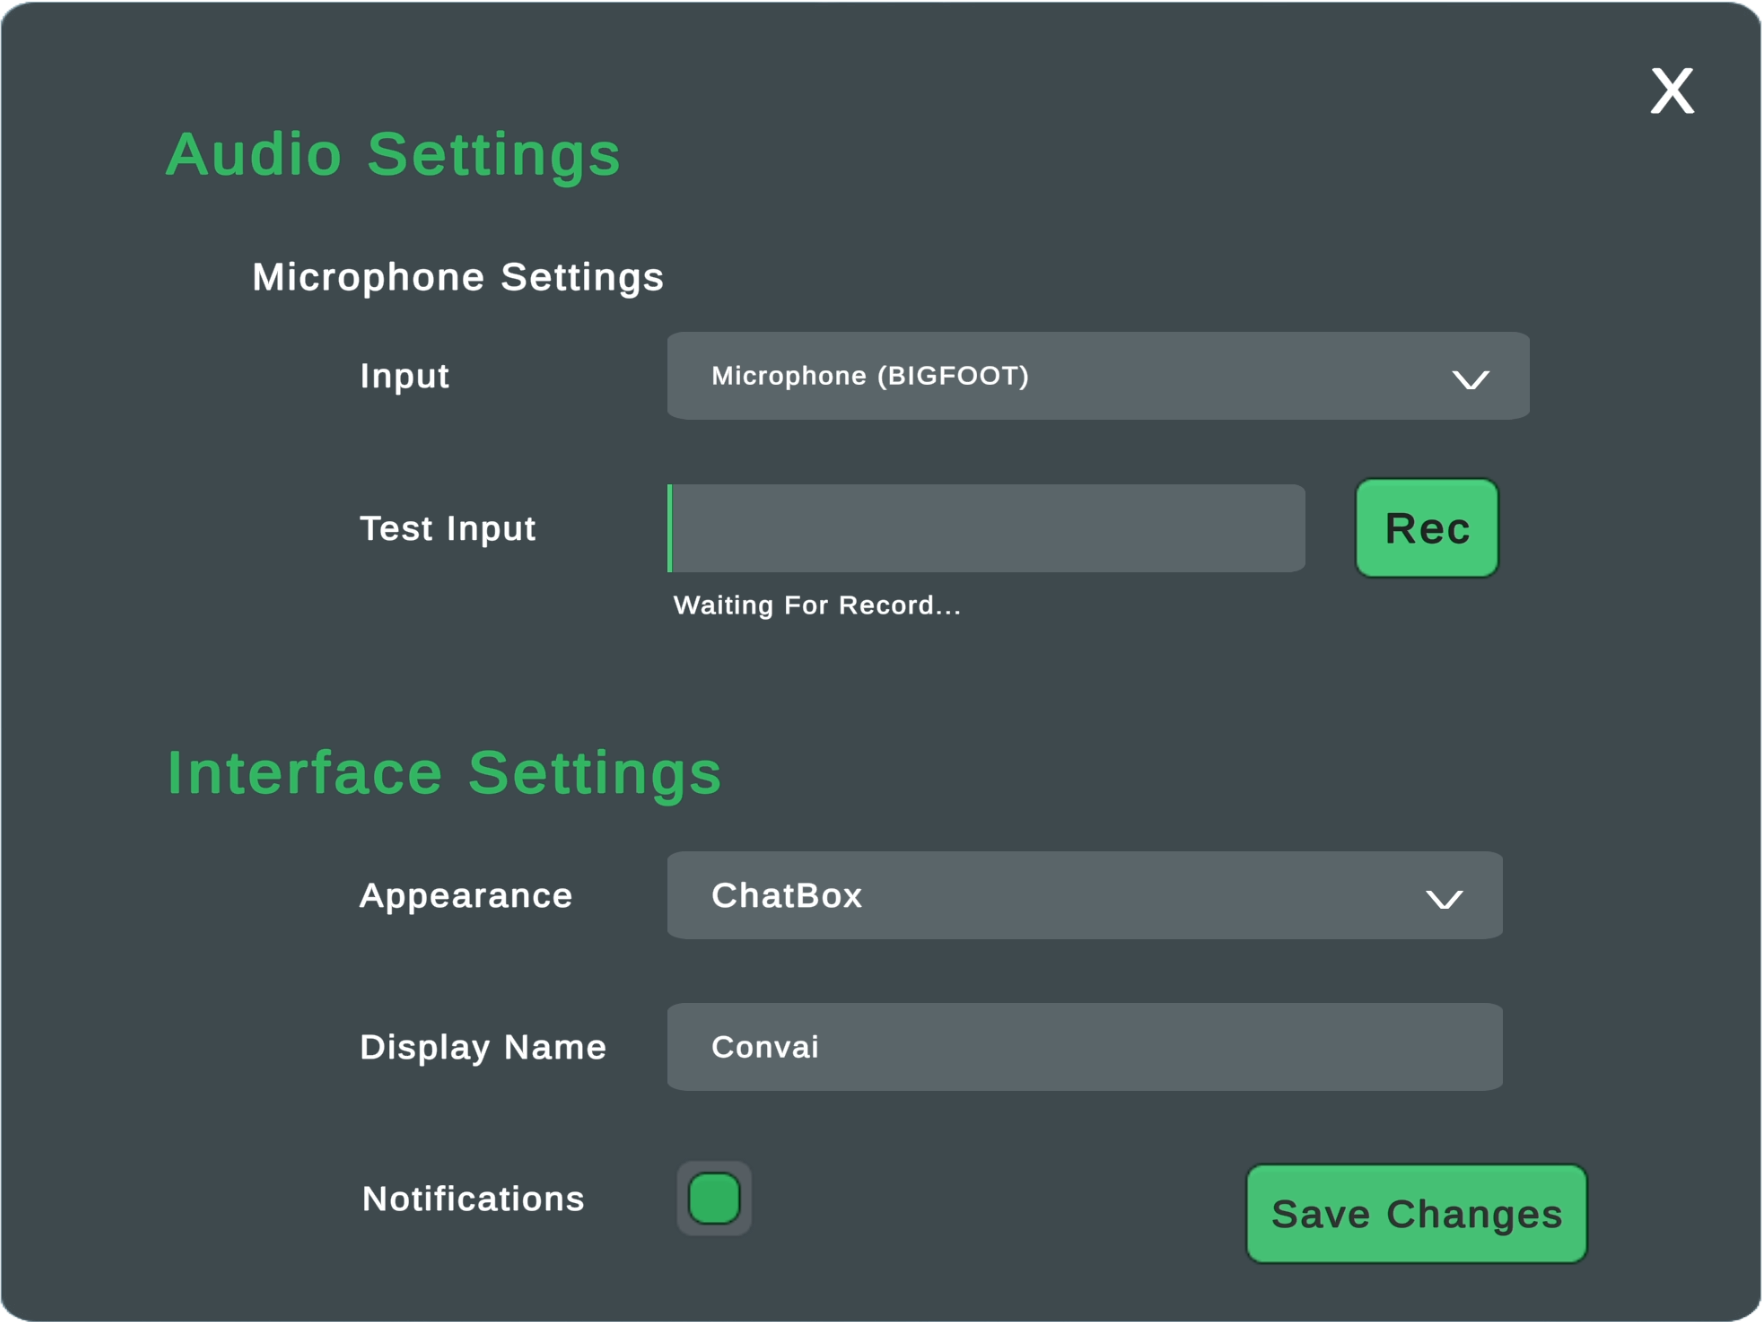 X
Audio Settings
Microphone Settings
Input
Microphone (BIGFOOT)
Test Input
Rec
Waiting For Record...
Interface Settings
Appearance
ChatBox
Display Name
Convai
Notifications
Save Changes